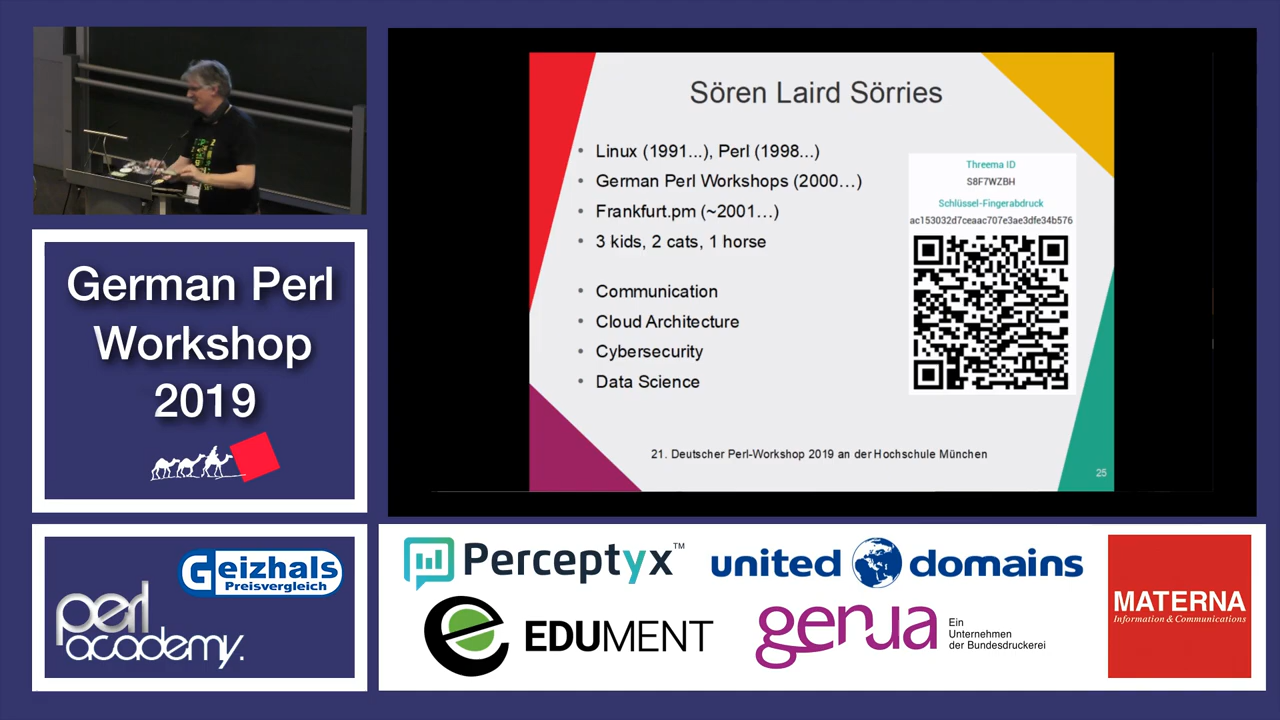 Sören Laird Sörries
• Linux (1991...), Perl (1998...)
• German Perl Workshops (2000…)
• Frankfurt.pm (~2001…)
• 3 kids, 2 cats, 1 horse
• Communication
• Cloud Architecture
• Cybersecurity
• Data Science
Threema ID
S8F7WZBH
Schlüssel-Fingerabdruck
ac153032d7ceaac707e3ae3dfe34b576
21. Deutscher Perl-Workshop 2019 an der Hochschule München
25
German Perl
Workshop
2019
Geizhals
Preisvergleich
perl
academy.
Perceptyx™
united domains
EDUMENT
genua
Ein
Unternehmen
der Bundesdruckerei
MATERNA
Information & Communications